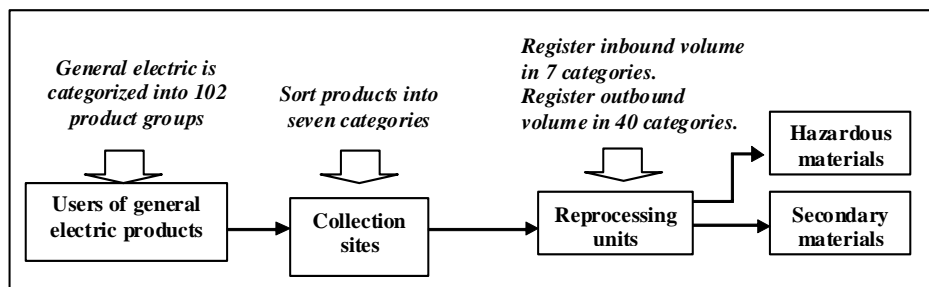 General electric is
categorized into 102
product groups
Sort products into
seven categories
Register inbound volume
in 7 categories.
Register outbound
volume in 40 categories.
Users of general
electric products
Collection
sites
Reprocessing
units
Hazardous
materials
Secondary
materials